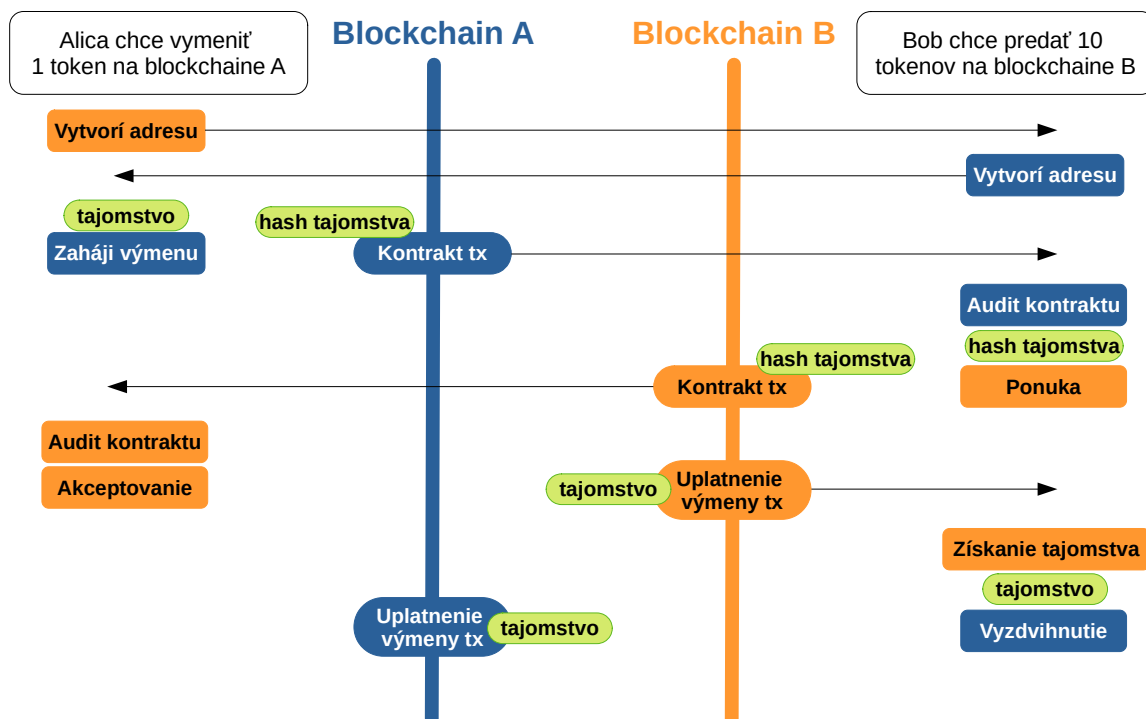 Alica chce vymeniť
1 token na blockchaine A
Blockchain A
Blockchain B
Bob chce predať 10
tokenov na blockchaine B
Vytvorí adresu
Vytvorí adresu
tajomstvo
hash tajomstva
Zaháji výmenu
Kontrakt tx
Audit kontraktu
hash tajomstva
hash tajomstva
Kontrakt tx
Ponuka
Audit kontraktu
Akceptovanie
tajomstvo
Uplatnenie
výmeny tx
Získanie tajomstva
tajomstvo
Uplatnenie
výmeny tx
tajomstvo
Vyzdvihnutie